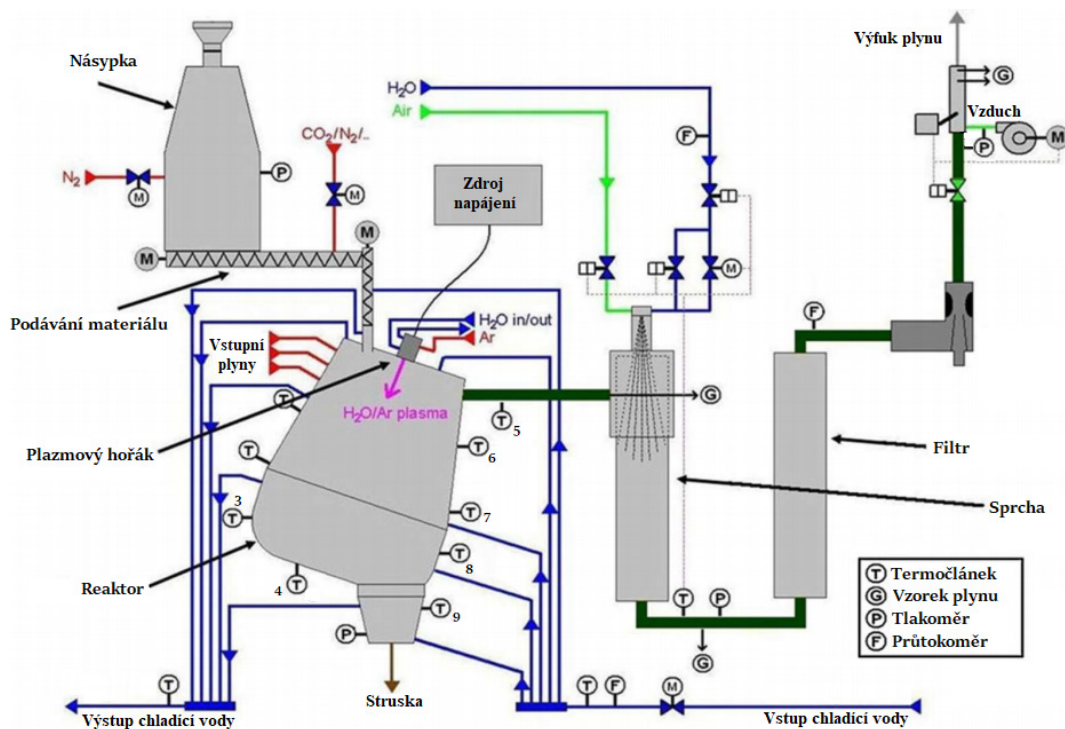 Výfuk plynu
G
Násypka
H₂O
Air
Vzduch
CO₂/N₂/..
F
M
P
N₂
P
M
M
Zdroj
napájení
M
M
M
Podávání materiálu
H₂O in/out
F
Vstupní
plyny
Ar
T
H₂O/Ar plasma
G
T
5
Plazmový hořák
T
6
Filtr
T
3
T
T
7
Sprcha
T
8
Reaktor
T
4
T Termočlánek
G Vzorek plynu
P Tlakoměr
F Průtokoměr
T
P
T
9
P
G
T
Struska
T
F
M
Výstup chladící vody
Vstup chladící vody